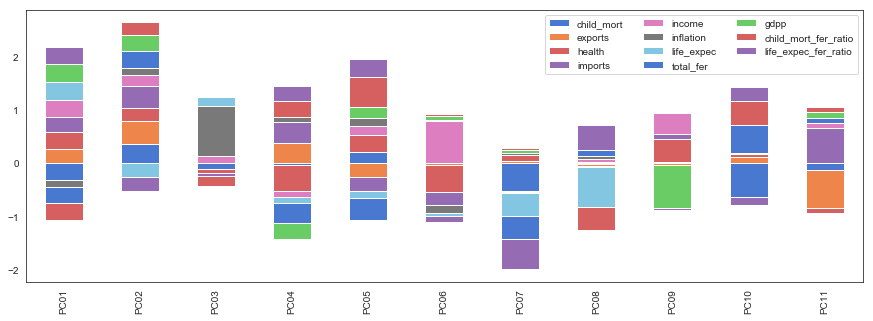 child_mort income gdpp
exports inflation child_mort_fer_ratio
health life_expec life_expec_fer_ratio
imports total_fer
2
1
0
−1
−2
PC01 PC02 PC03 PC04 PC05 PC06 PC07 PC08 PC09 PC10 PC11